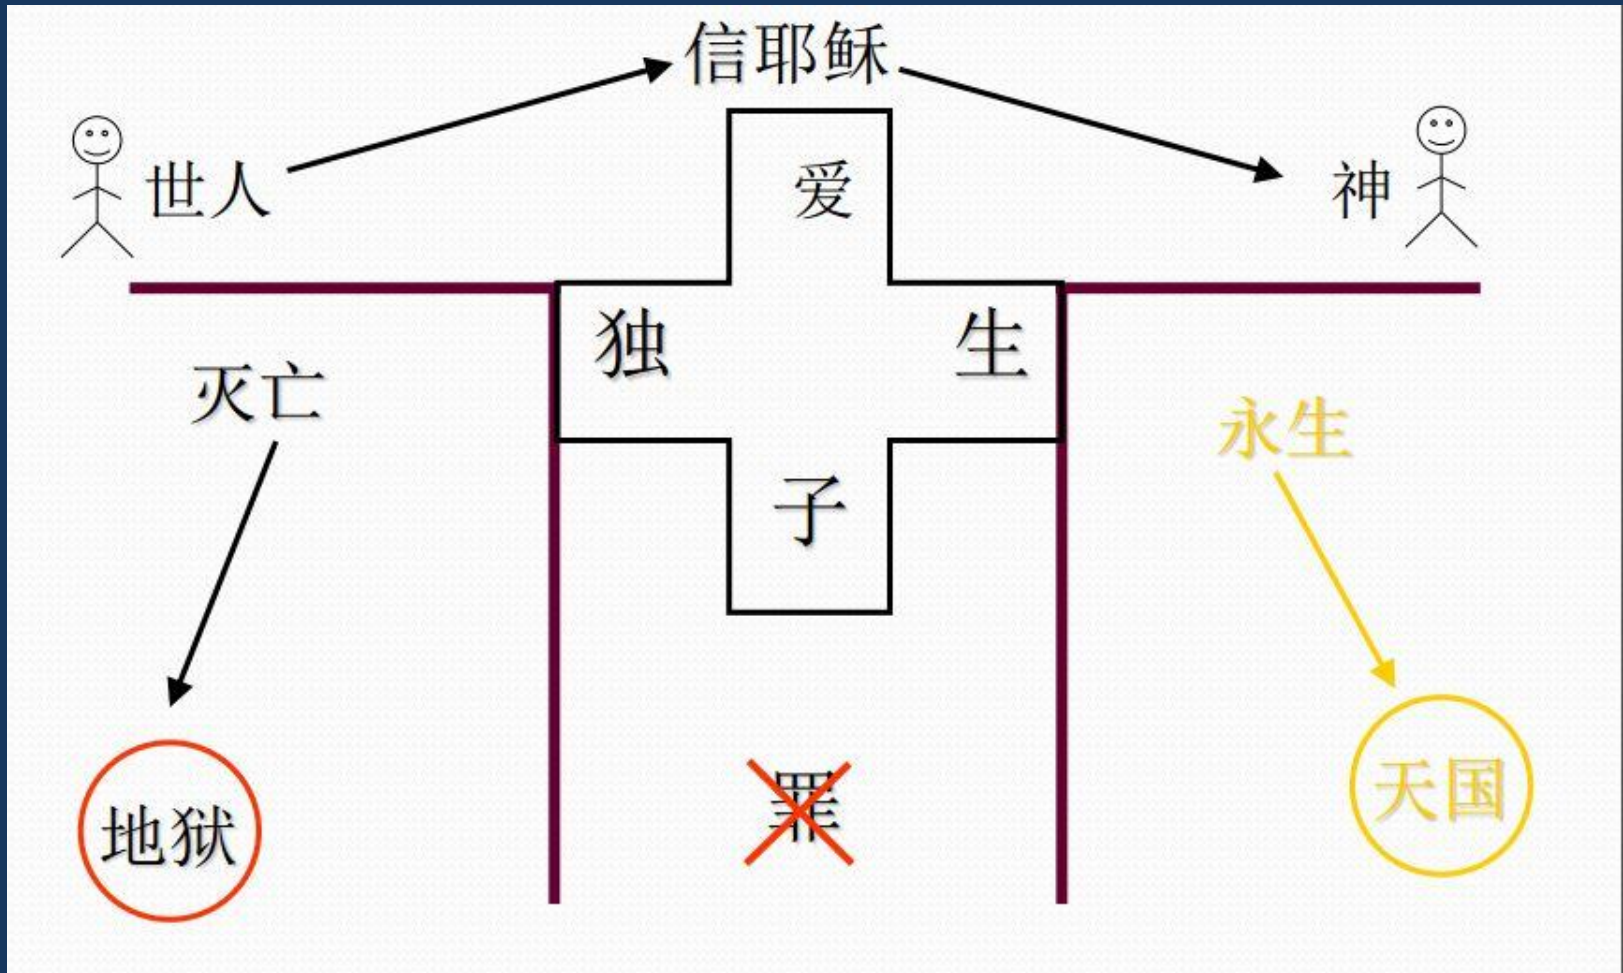 信耶稣
世人
爱
神
独
生
灭亡
永生
子
罪
天国
地狱